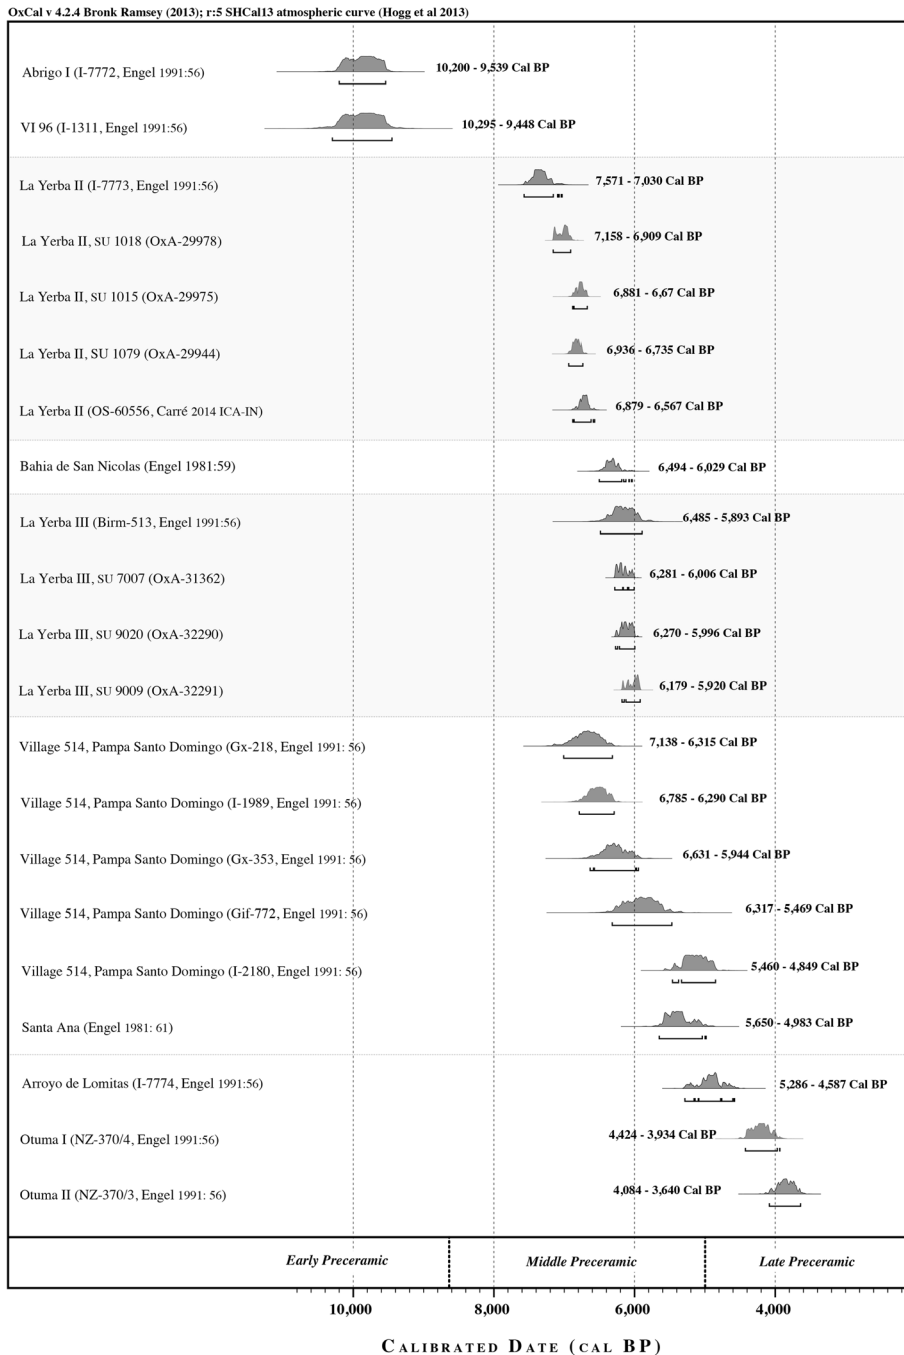 OxCal v 4.2.4 Bronk Ramsey (2013); r:5 SHCal13 atmospheric curve (Hogg et al 2013)
Abrigo I (I-7772, Engel 1991:56) 10,200 - 9,539 Cal BP
VI 96 (I-1311, Engel 1991:56) 10,295 - 9,448 Cal BP
La Yerba II (I-7773, Engel 1991:56) 7,571 - 7,030 Cal BP
La Yerba II, SU 1018 (OxA-29978) 7,158 - 6,909 Cal BP
La Yerba II, SU 1015 (OxA-29975) 6,881 - 6,67 Cal BP
La Yerba II, SU 1079 (OxA-29944) 6,936 - 6,735 Cal BP
La Yerba II (OS-60556, Carré 2014 ICA-IN) 6,879 - 6,567 Cal BP
Bahia de San Nicolas (Engel 1981:59) 6,494 - 6,029 Cal BP
La Yerba III (Birm-513, Engel 1991:56) 6,485 - 5,893 Cal BP
La Yerba III, SU 7007 (OxA-31362) 6,281 - 6,006 Cal BP
La Yerba III, SU 9020 (OxA-32290) 6,270 - 5,996 Cal BP
La Yerba III, SU 9009 (OxA-32291) 6,179 - 5,920 Cal BP
Village 514, Pampa Santo Domingo (Gx-218, Engel 1991: 56) 7,138 - 6,315 Cal BP
Village 514, Pampa Santo Domingo (I-1989, Engel 1991: 56) 6,785 - 6,290 Cal BP
Village 514, Pampa Santo Domingo (Gx-353, Engel 1991: 56) 6,631 - 5,944 Cal BP
Village 514, Pampa Santo Domingo (Gif-772, Engel 1991: 56) 6,317 - 5,469 Cal BP
Village 514, Pampa Santo Domingo (I-2180, Engel 1991: 56) 5,460 - 4,849 Cal BP
Santa Ana (Engel 1981: 61) 5,650 - 4,983 Cal BP
Arroyo de Lomitas (I-7774, Engel 1991:56) 5,286 - 4,587 Cal BP
Otuma I (NZ-370/4, Engel 1991:56) 4,424 - 3,934 Cal BP
Otuma II (NZ-370/3, Engel 1991: 56) 4,084 - 3,640 Cal BP
Early Preceramic Middle Preceramic Late Preceramic
10,000 8,000 6,000 4,000
CALIBRATED DATE (CAL BP)